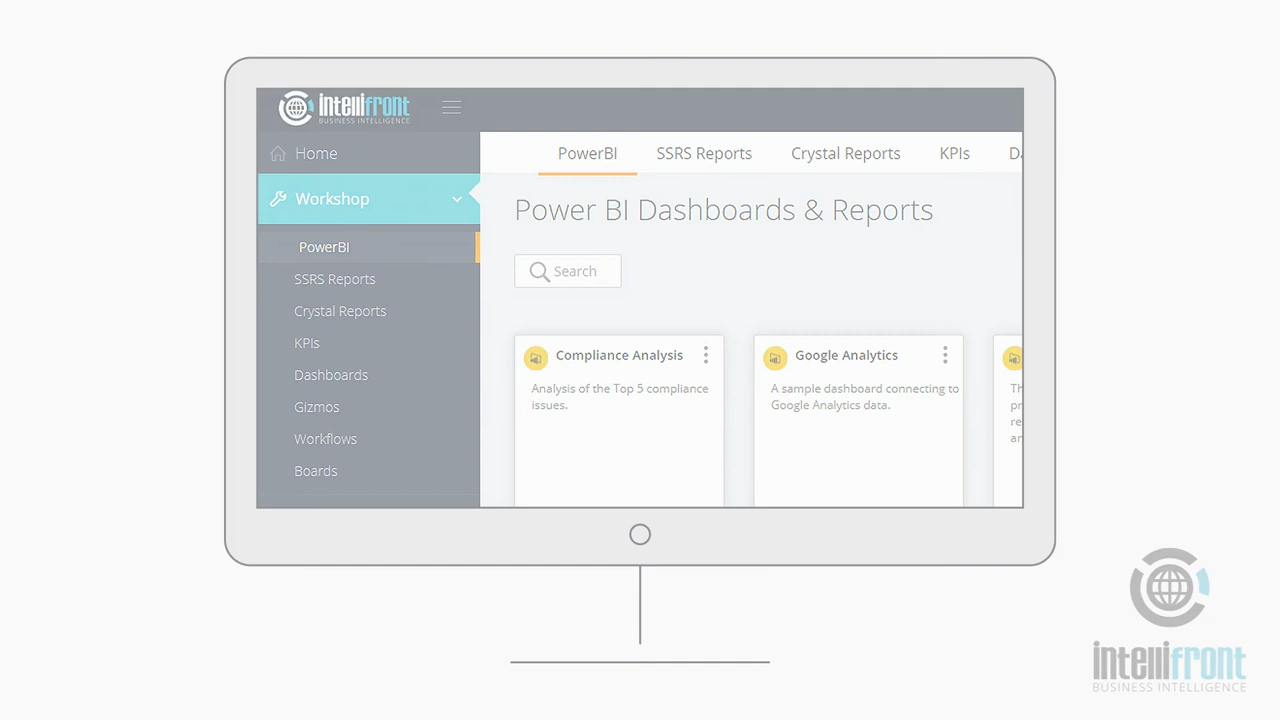 intellifront
BUSINESS INTELLIGENCE
Home
Workshop
PowerBI
SSRS Reports
Crystal Reports
KPIs
Dashboards
Gizmos
Workflows
Boards
PowerBI SSRS Reports Crystal Reports KPIs
Power BI Dashboards & Reports
Search
Compliance Analysis
Analysis of the Top 5 compliance
issues.
Google Analytics
A sample dashboard connecting to
Google Analytics data.
intellifront
BUSINESS INTELLIGENCE